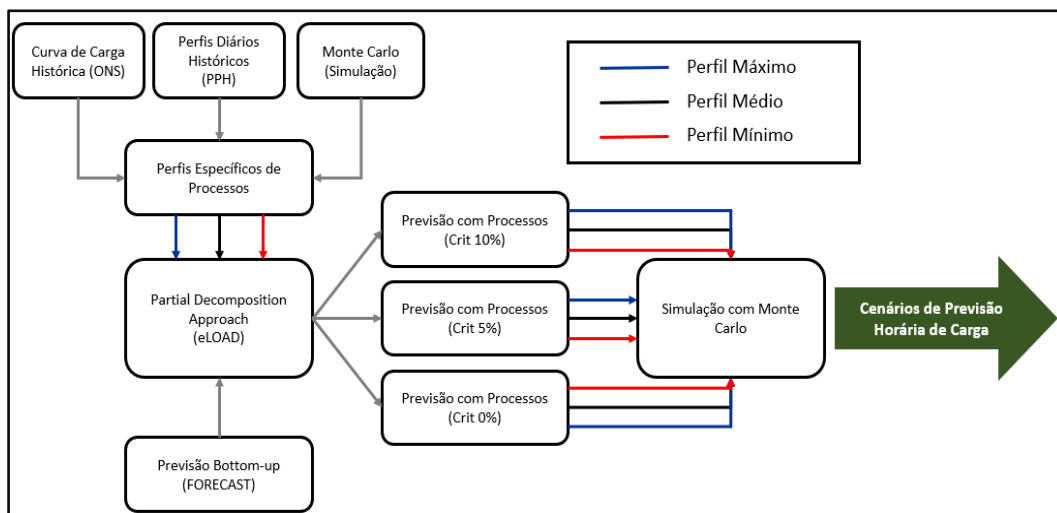 Curva de Carga
Histórica (ONS)
Perfis Diários
Históricos
(PPH)
Monte Carlo
(Simulação)
Perfil Máximo
Perfil Médio
Perfil Mínimo
Perfis Específicos de
Processos
Previsão com Processos
(Crit 10%)
Partial Decomposition
Approach
(eLOAD)
Previsão com Processos
(Crit 5%)
Simulação com Monte
Carlo
Cenários de Previsão
Horária de Carga
Previsão com Processos
(Crit 0%)
Previsão Bottom-up
(FORECAST)